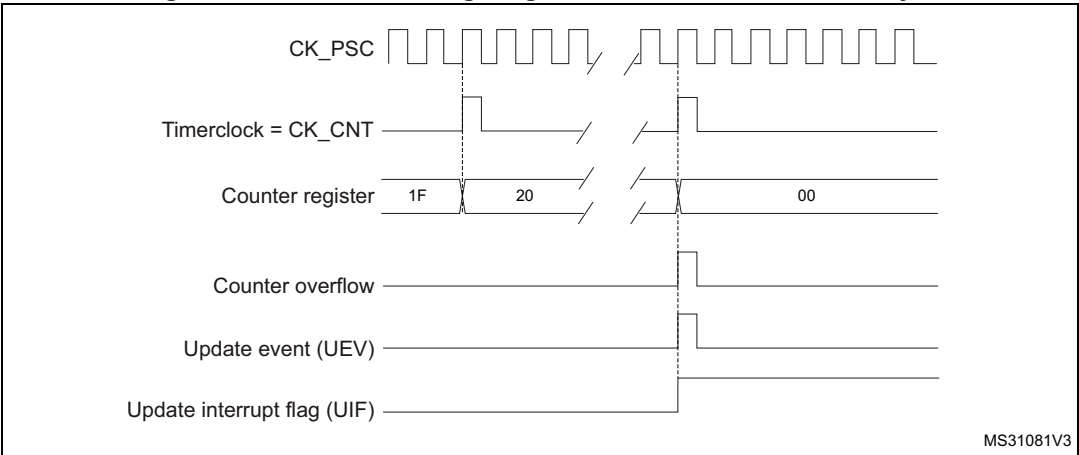 CK_PSC
Timerclock = CK_CNT
Counter register
1F
20
00
Counter overflow
Update event (UEV)
Update interrupt flag (UIF)
MS31081V3